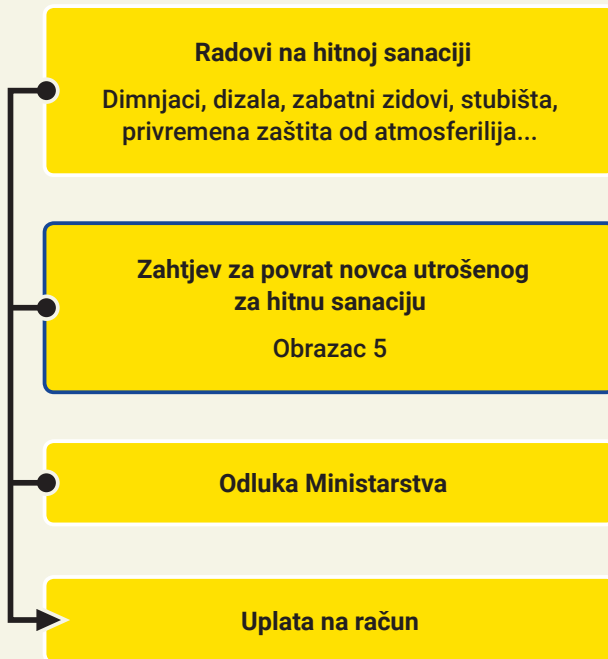 Radovi na hitnoj sanaciji
Dimnjaci, dizala, zabatni zidovi, stubišta,
privremena zaštita od atmosferilija...
Zahtjev za povrat novca utrošenog
za hitnu sanaciju
Obrazac 5
Odluka Ministarstva
Uplata na račun